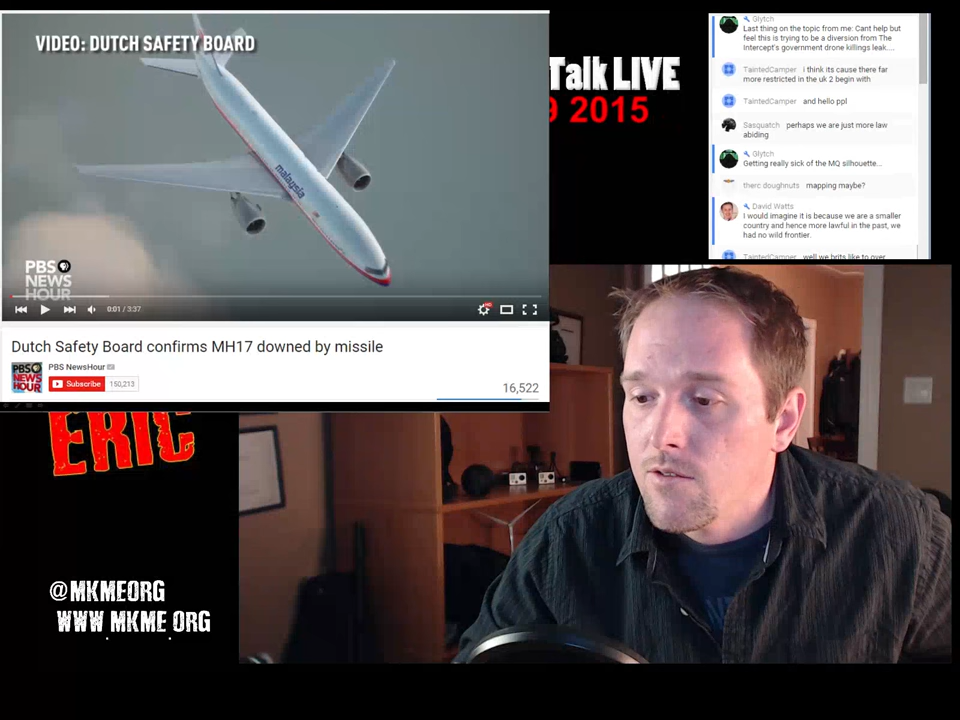 VIDEO: DUTCH SAFETY BOARD
malaysia
PBS
NEWS
HOUR
0:01 / 3:37
HD
Dutch Safety Board confirms MH17 downed by missile
PBS
NEWS
HOUR
PBS NewsHour
Subscribe 150,213
16,522
Talk LIVE
9 2015
Glytch
Last thing on the topic from me: Cant help but
feel this is trying to be a diversion from The
Intercept's government drone killings leak....
TaintedCamper i think its cause there far
more restricted in the uk 2 begin with
TaintedCamper and hello ppl
Sasquatch perhaps we are just more law
abiding
Glytch
Getting really sick of the MQ silhouette...
therc doughnuts mapping maybe?
David Watts
I would imagine it is because we are a smaller
country and hence more lawful in the past, we
had no wild frontier.
TaintedCamper well we brits like to over
ERIC
@MKMEORG
WWW.MKME.ORG